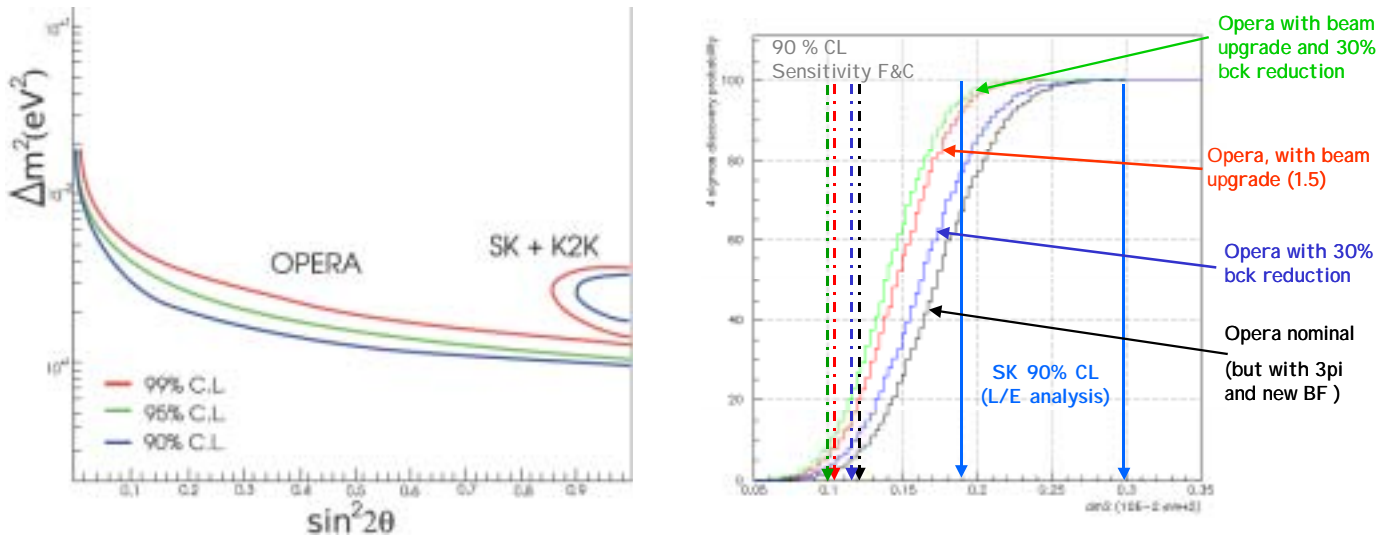 Δm²(eV²)
OPERA
SK + K2K
99% C.L.
95% C.L.
90% C.L.
0.1 0.2 0.3 0.4 0.5 0.6 0.7 0.8 0.9
sin²2θ
4 sigmas discovery probability
90 % CL
Sensitivity F&C
100
80
60
40
20
0
0.05 0.1 0.15 0.2 0.25 0.3 0.35
SK 90% CL
(L/E analysis)
Opera with beam
upgrade and 30%
bck reduction
Opera, with beam
upgrade (1.5)
Opera with 30%
bck reduction
Opera nominal
(but with 3pi
and new BF )